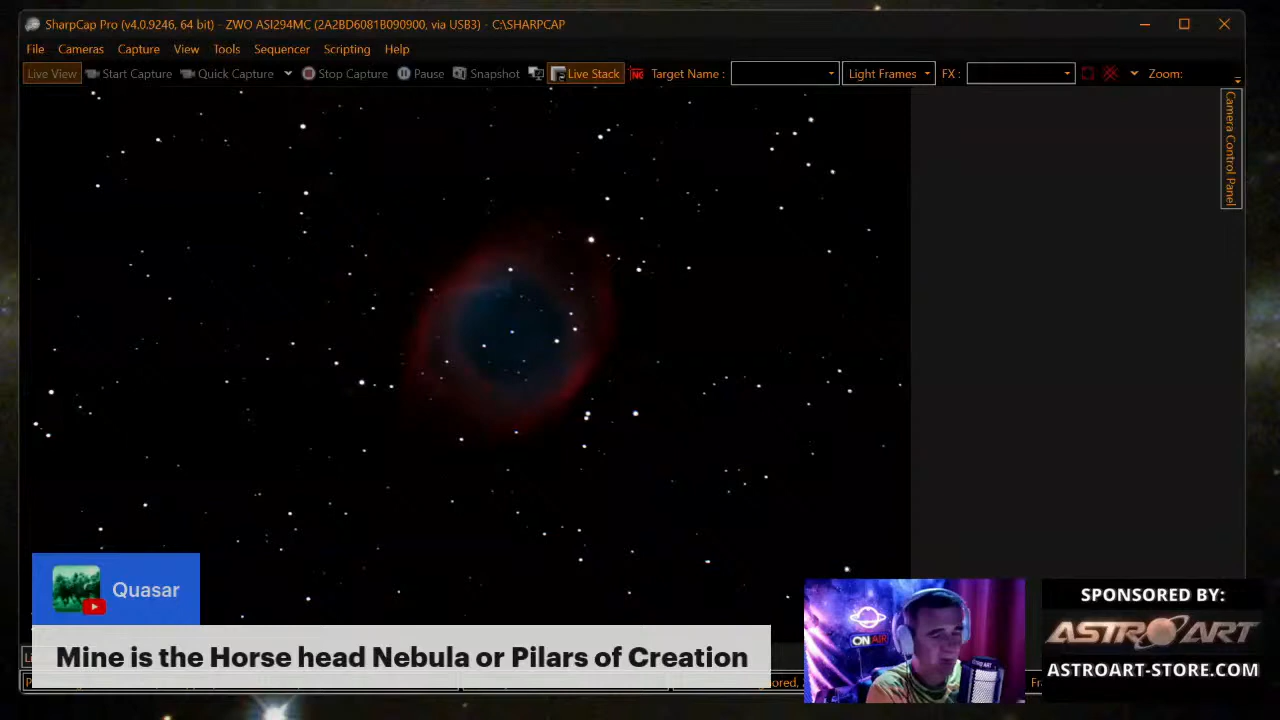 SharpCap Pro (v4.0.9246, 64 bit) - ZWO ASI294MC (2A2BD6081B090900, via USB3) - C:\SHARPCAP
File Cameras Capture View Tools Sequencer Scripting Help
Live View Start Capture Quick Capture Stop Capture Pause Snapshot Live Stack Target Name : Light Frames FX : Zoom:
Camera Control Panel
Quasar
Mine is the Horse head Nebula or Pilars of Creation
ON AIR
SPONSORED BY:
ASTROART
ASTROART-STORE.COM